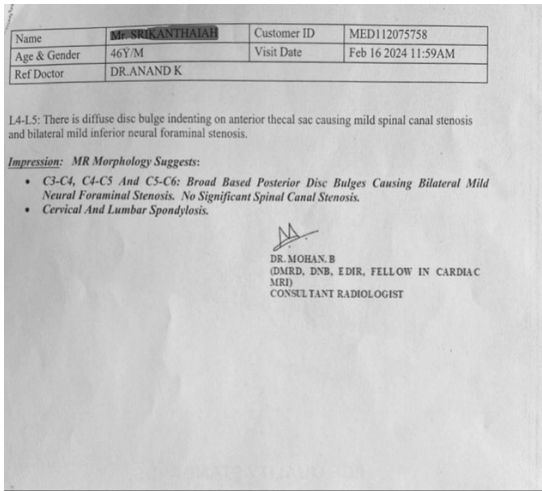 Name Mr. SRIKANTHAIAH Customer ID MED112075758
Age & Gender 46Y/M Visit Date Feb 16 2024 11:59AM
Ref Doctor DR.ANAND K
L4-L5: There is diffuse disc bulge indenting on anterior thecal sac causing mild spinal canal stenosis
and bilateral mild inferior neural foraminal stenosis.
Impression: MR Morphology Suggests:
• C3-C4, C4-C5 And C5-C6: Broad Based Posterior Disc Bulges Causing Bilateral Mild
Neural Foraminal Stenosis. No Significant Spinal Canal Stenosis.
• Cervical And Lumbar Spondylosis.
DR. MOHAN. B
(DMRD, DNB, EDIR, FELLOW IN CARDIAC
MRI)
CONSULTANT RADIOLOGIST